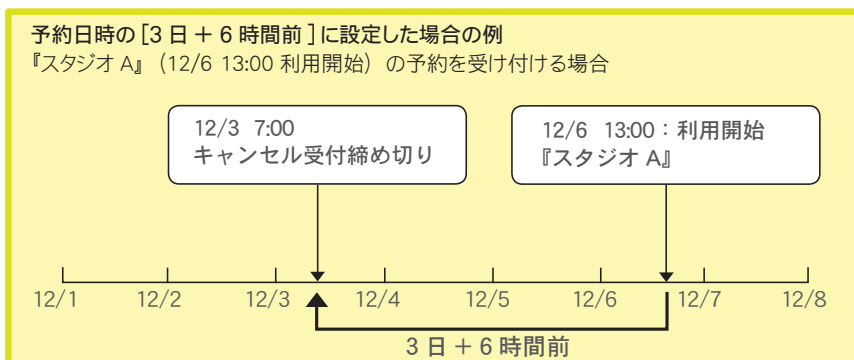 予約日時の［3 日＋ 6 時間前］に設定した場合の例
『スタジオ A』（12/6 13:00 利用開始）の予約を受け付ける場合
12/3 7:00
キャンセル受付締め切り
12/6 13:00：利用開始
『スタジオ A』
12/1 12/2 12/3 12/4 12/5 12/6 12/7 12/8
3 日＋ 6 時間前